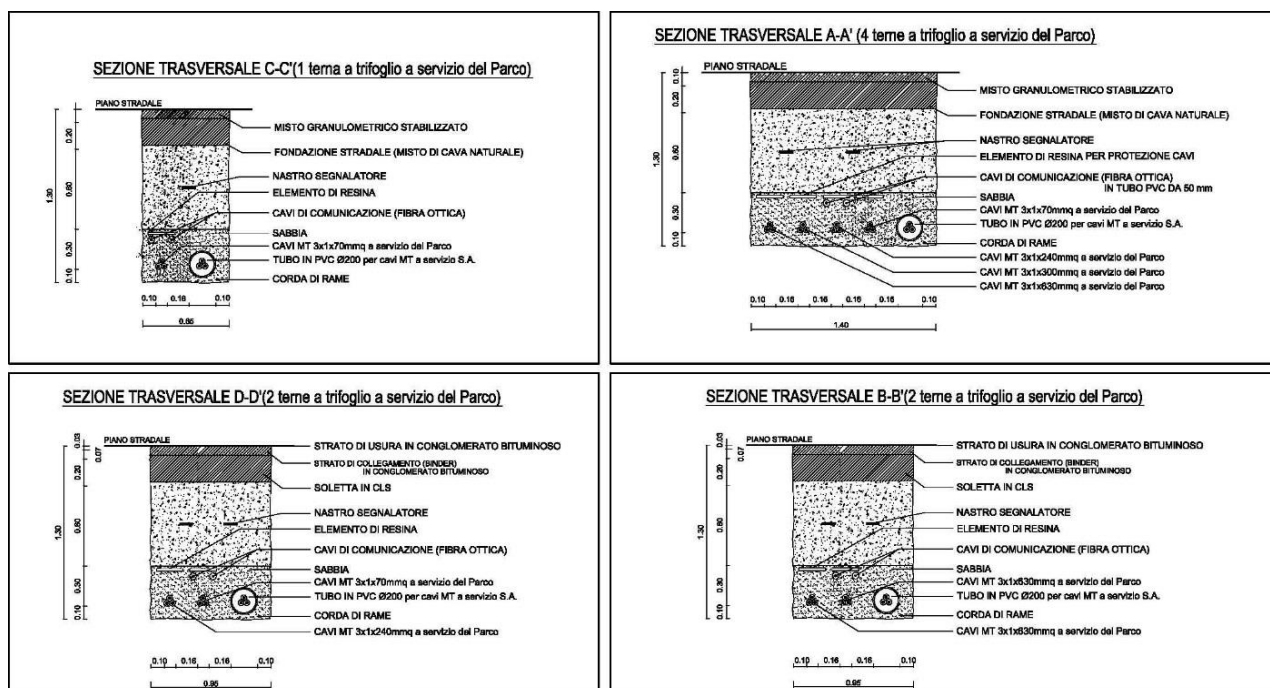 SEZIONE TRASVERSALE C-C'(1 terna a trifoglio a servizio del Parco)
PIANO STRADALE
MISTO GRANULOMETRICO STABILIZZATO
FONDAZIONE STRADALE (MISTO DI CAVA NATURALE)
NASTRO SEGNALATORE
ELEMENTO DI RESINA
CAVI DI COMUNICAZIONE (FIBRA OTTICA)
SABBIA
CAVI MT 3x1x70mmq a servizio del Parco
TUBO IN PVC Ø200 per cavi MT a servizio S.A.
CORDA DI RAME
1.30
0.20
0.60
0.30
0.10
0.10 0.16 0.10
0.65
SEZIONE TRASVERSALE A-A' (4 terne a trifoglio a servizio del Parco)
PIANO STRADALE
MISTO GRANULOMETRICO STABILIZZATO
FONDAZIONE STRADALE (MISTO DI CAVA NATURALE)
NASTRO SEGNALATORE
ELEMENTO DI RESINA PER PROTEZIONE CAVI
CAVI DI COMUNICAZIONE (FIBRA OTTICA)
IN TUBO PVC DA 50 mm
SABBIA
CAVI MT 3x1x70mmq a servizio del Parco
TUBO IN PVC Ø200 per cavi MT a servizio S.A.
CORDA DI RAME
CAVI MT 3x1x240mmq a servizio del Parco
CAVI MT 3x1x300mmq a servizio del Parco
CAVI MT 3x1x630mmq a servizio del Parco
1.30
0.10
0.20
0.60
0.30
0.10
0.10 0.16 0.16 0.16 0.16 0.10
1.40
SEZIONE TRASVERSALE D-D'(2 terne a trifoglio a servizio del Parco)
PIANO STRADALE
STRATO DI USURA IN CONGLOMERATO BITUMINOSO
STRATO DI COLLEGAMENTO (BINDER)
IN CONGLOMERATO BITUMINOSO
SOLETTA IN CLS
NASTRO SEGNALATORE
ELEMENTO DI RESINA
CAVI DI COMUNICAZIONE (FIBRA OTTICA)
SABBIA
CAVI MT 3x1x70mmq a servizio del Parco
TUBO IN PVC Ø200 per cavi MT a servizio S.A.
CORDA DI RAME
CAVI MT 3x1x240mmq a servizio del Parco
1.30
0.03
0.07
0.20
0.60
0.30
0.10
0.10 0.16 0.16 0.10
0.95
SEZIONE TRASVERSALE B-B'(2 terne a trifoglio a servizio del Parco)
PIANO STRADALE
STRATO DI USURA IN CONGLOMERATO BITUMINOSO
STRATO DI COLLEGAMENTO (BINDER)
IN CONGLOMERATO BITUMINOSO
SOLETTA IN CLS
NASTRO SEGNALATORE
ELEMENTO DI RESINA
CAVI DI COMUNICAZIONE (FIBRA OTTICA)
SABBIA
CAVI MT 3x1x630mmq a servizio del Parco
TUBO IN PVC Ø200 per cavi MT a servizio S.A.
CORDA DI RAME
CAVI MT 3x1x630mmq a servizio del Parco
1.30
0.03
0.07
0.20
0.60
0.30
0.10
0.10 0.16 0.16 0.10
0.95